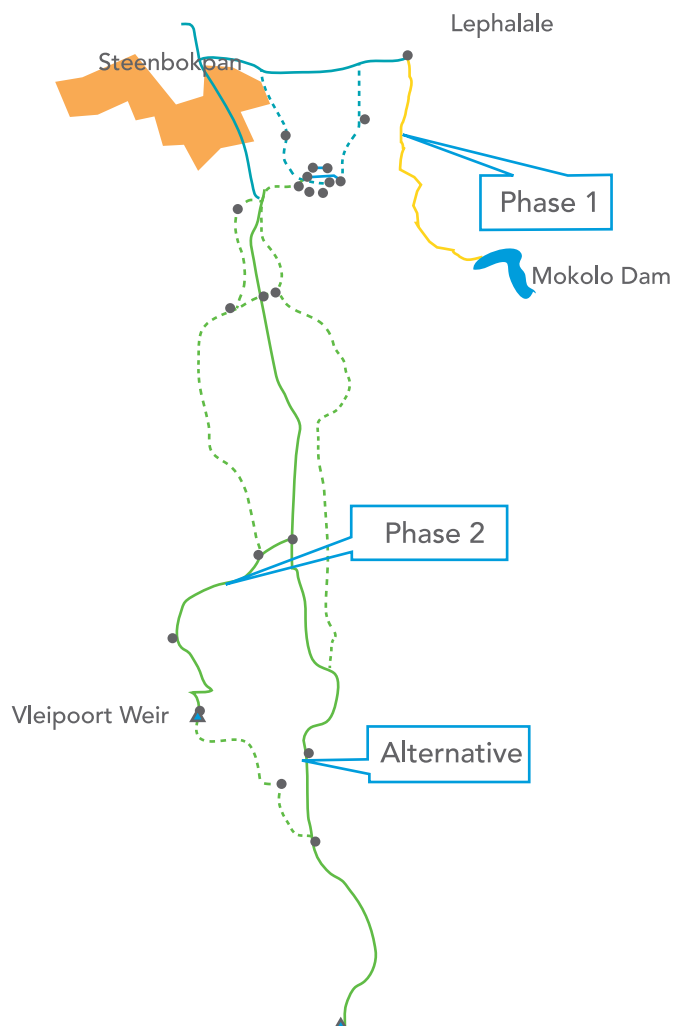 Lephalale
Steenbokpan
Phase 1
Mokolo Dam
Phase 2
Vleipoort Weir
Alternative